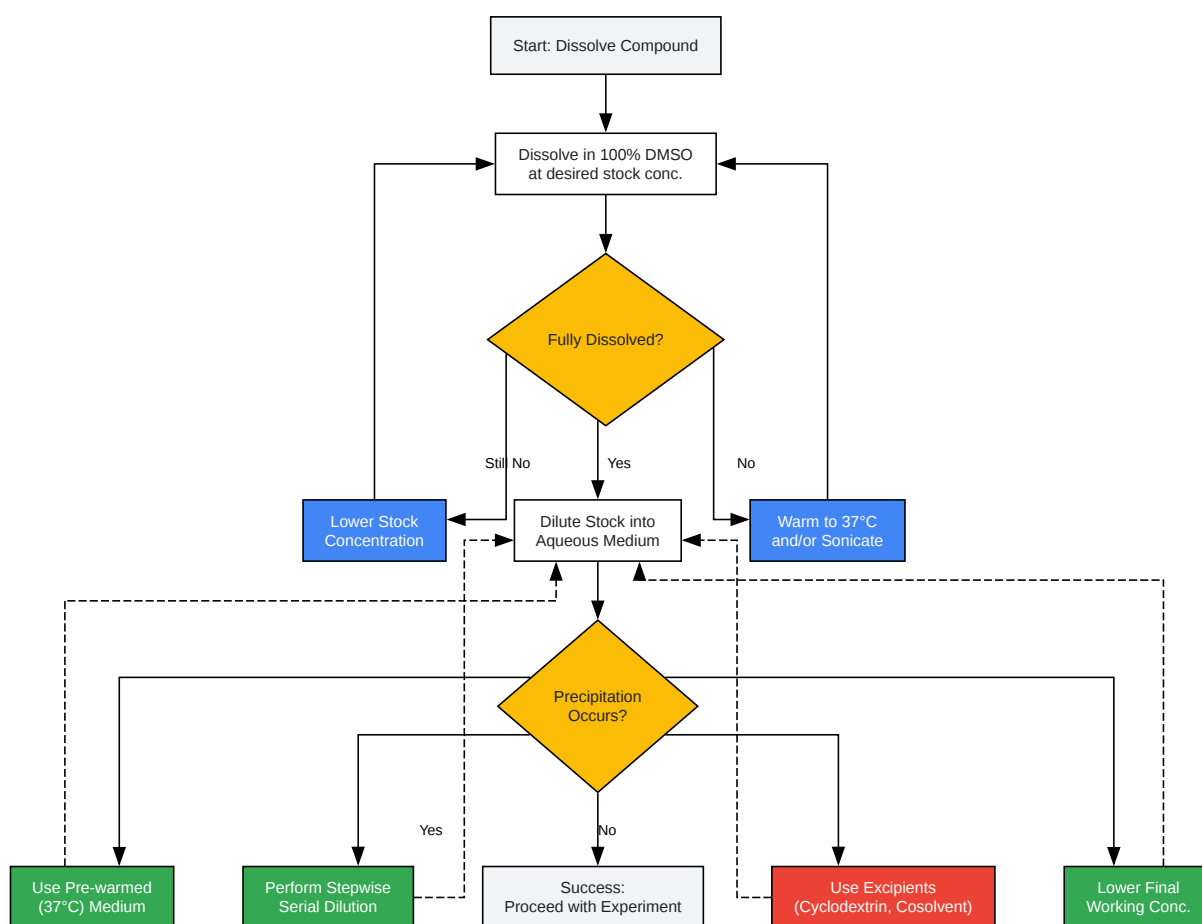 Start: Dissolve Compound
Dissolve in 100% DMSO
at desired stock conc.
Fully Dissolved?
Still No
Yes
No
Lower Stock
Concentration
Dilute Stock into
Aqueous Medium
Warm to 37°C
and/or Sonicate
Precipitation
Occurs?
Yes
No
Use Pre-warmed
(37°C) Medium
Perform Stepwise
Serial Dilution
Success:
Proceed with Experiment
Use Excipients
(Cyclodextrin, Cosolvent)
Lower Final
Working Conc.